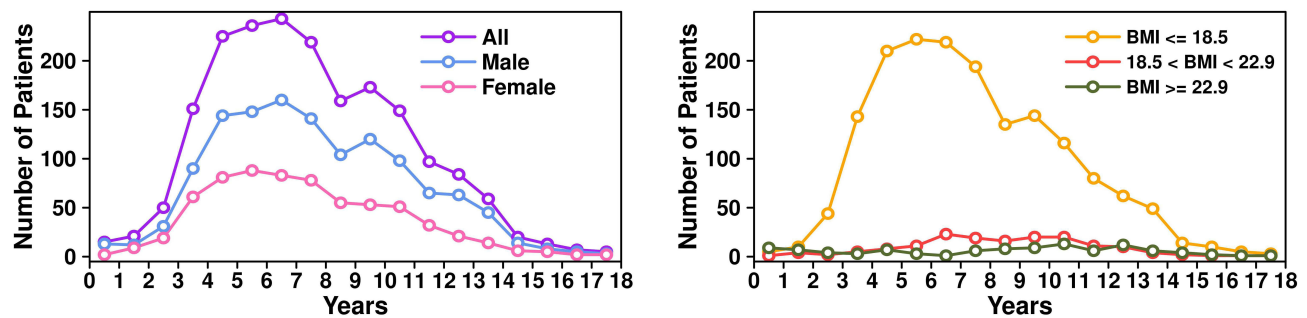 Number of Patients
200
150
100
50
0
All
Male
Female
0 1 2 3 4 5 6 7 8 9 10 11 12 13 14 15 16 17 18
Years
Number of Patients
200
150
100
50
0
BMI <= 18.5
18.5 < BMI < 22.9
BMI >= 22.9
0 1 2 3 4 5 6 7 8 9 10 11 12 13 14 15 16 17 18
Years